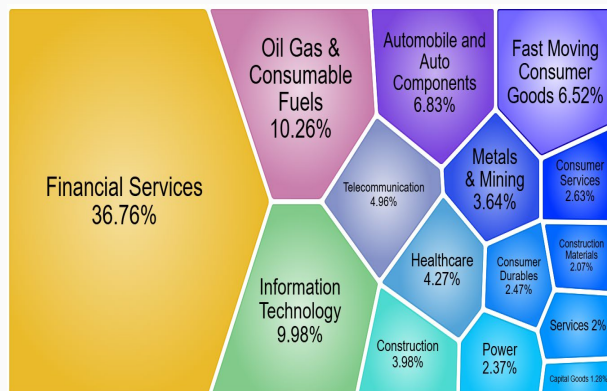 Financial Services
36.76%
Oil Gas &
Consumable
Fuels
10.26%
Automobile and
Auto
Components
6.83%
Fast Moving
Consumer
Goods 6.52%
Telecommunication
4.96%
Metals
& Mining
3.64%
Consumer
Services
2.63%
Information
Technology
9.98%
Healthcare
4.27%
Consumer
Durables
2.47%
Construction
Materials
2.07%
Construction
3.98%
Power
2.37%
Services 2%
Capital Goods 1.28%